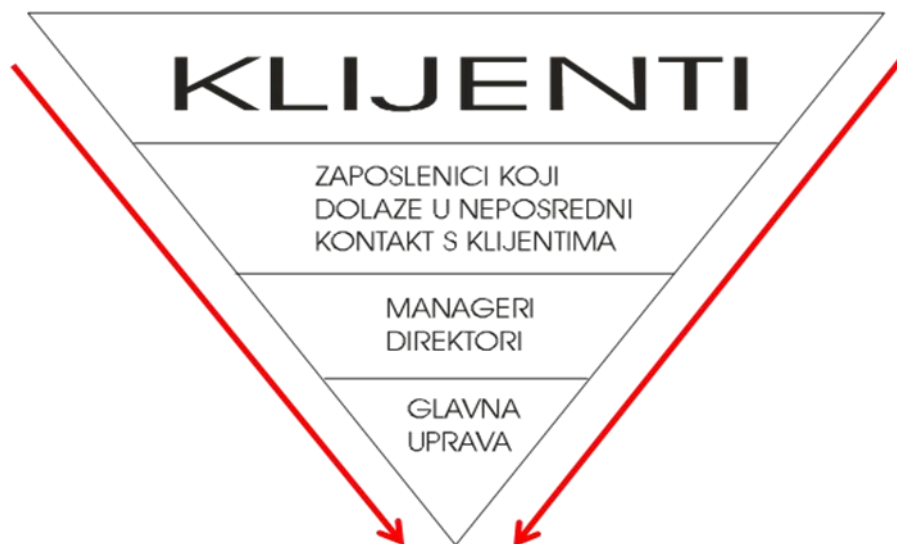 KLIJENTI
ZAPOSLENICI KOJI
DOLAZE U NEPOSREDNI
KONTAKT S KLIJENTIMA
MANAGERI
DIREKTORI
GLAVNA
UPRAVA